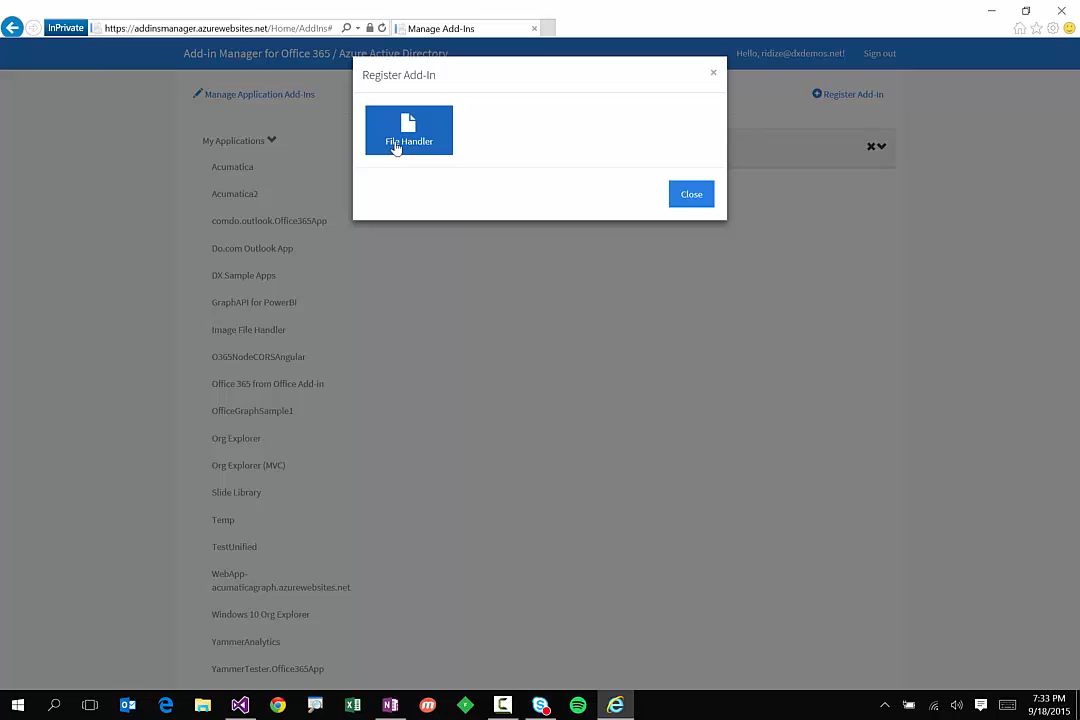 InPrivate
https://addinsmanager.azurewebsites.net/Home/AddIns#
Manage Add-Ins
Add-in Manager for Office 365 / Azure Active Directory
Hello, ridize@dxdemos.net!
Sign out
Register Add-In
Manage Application Add-Ins
Register Add-In
File Handler
My Applications
Close
Acumatica
Acumatica2
comdo.outlook.Office365App
Do.com Outlook App
DX Sample Apps
GraphAPI for PowerBI
Image File Handler
O365NodeCORSAngular
Office 365 from Office Add-in
OfficeGraphSample1
Org Explorer
Org Explorer (MVC)
Slide Library
Temp
TestUnified
WebApp-
acumaticagraph.azurewebsites.net
Windows 10 Org Explorer
YammerAnalytics
YammerTester.Office365App
7:33 PM
9/18/2015